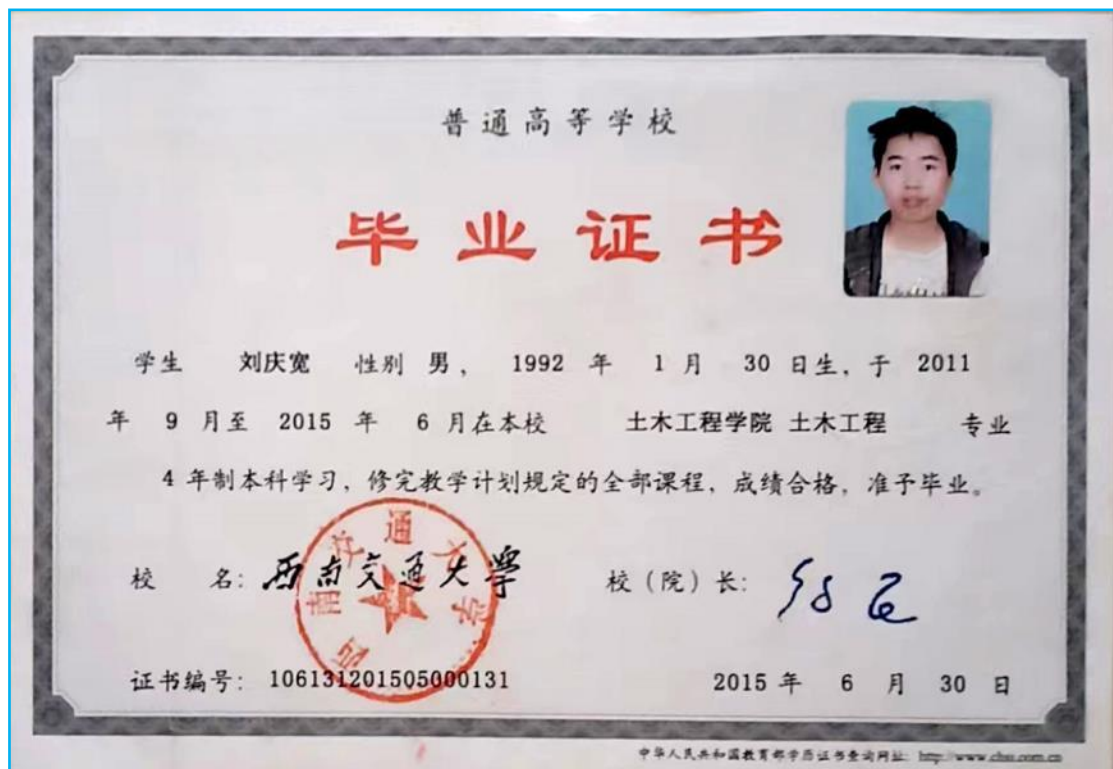 普通高等学校
毕业证书
学生 刘庆宽 性别 男, 1992 年 1 月 30 日生, 于 2011
年 9 月至 2015 年 6 月在本校 土木工程学院 土木工程 专业
4 年制本科学习, 修完教学计划规定的全部课程, 成绩合格, 准予毕业。
校 名: 西南交通大学 校(院)长:
西南交通大学
证书编号: 106131201505000131 2015 年 6 月 30 日
中华人民共和国教育部学历证书查询网址: http://www.chsi.com.cn